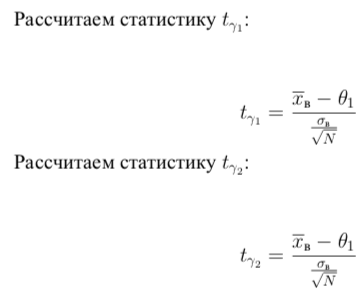 Рассчитаем статистику $t_{\gamma_1}$:
$t_{\gamma_1} = \frac{\overline{x}_{\text{в}} - \theta_1}{\frac{\sigma_{\text{в}}}{\sqrt{N}}}$
Рассчитаем статистику $t_{\gamma_2}$:
$t_{\gamma_2} = \frac{\overline{x}_{\text{в}} - \theta_1}{\frac{\sigma_{\text{в}}}{\sqrt{N}}}$